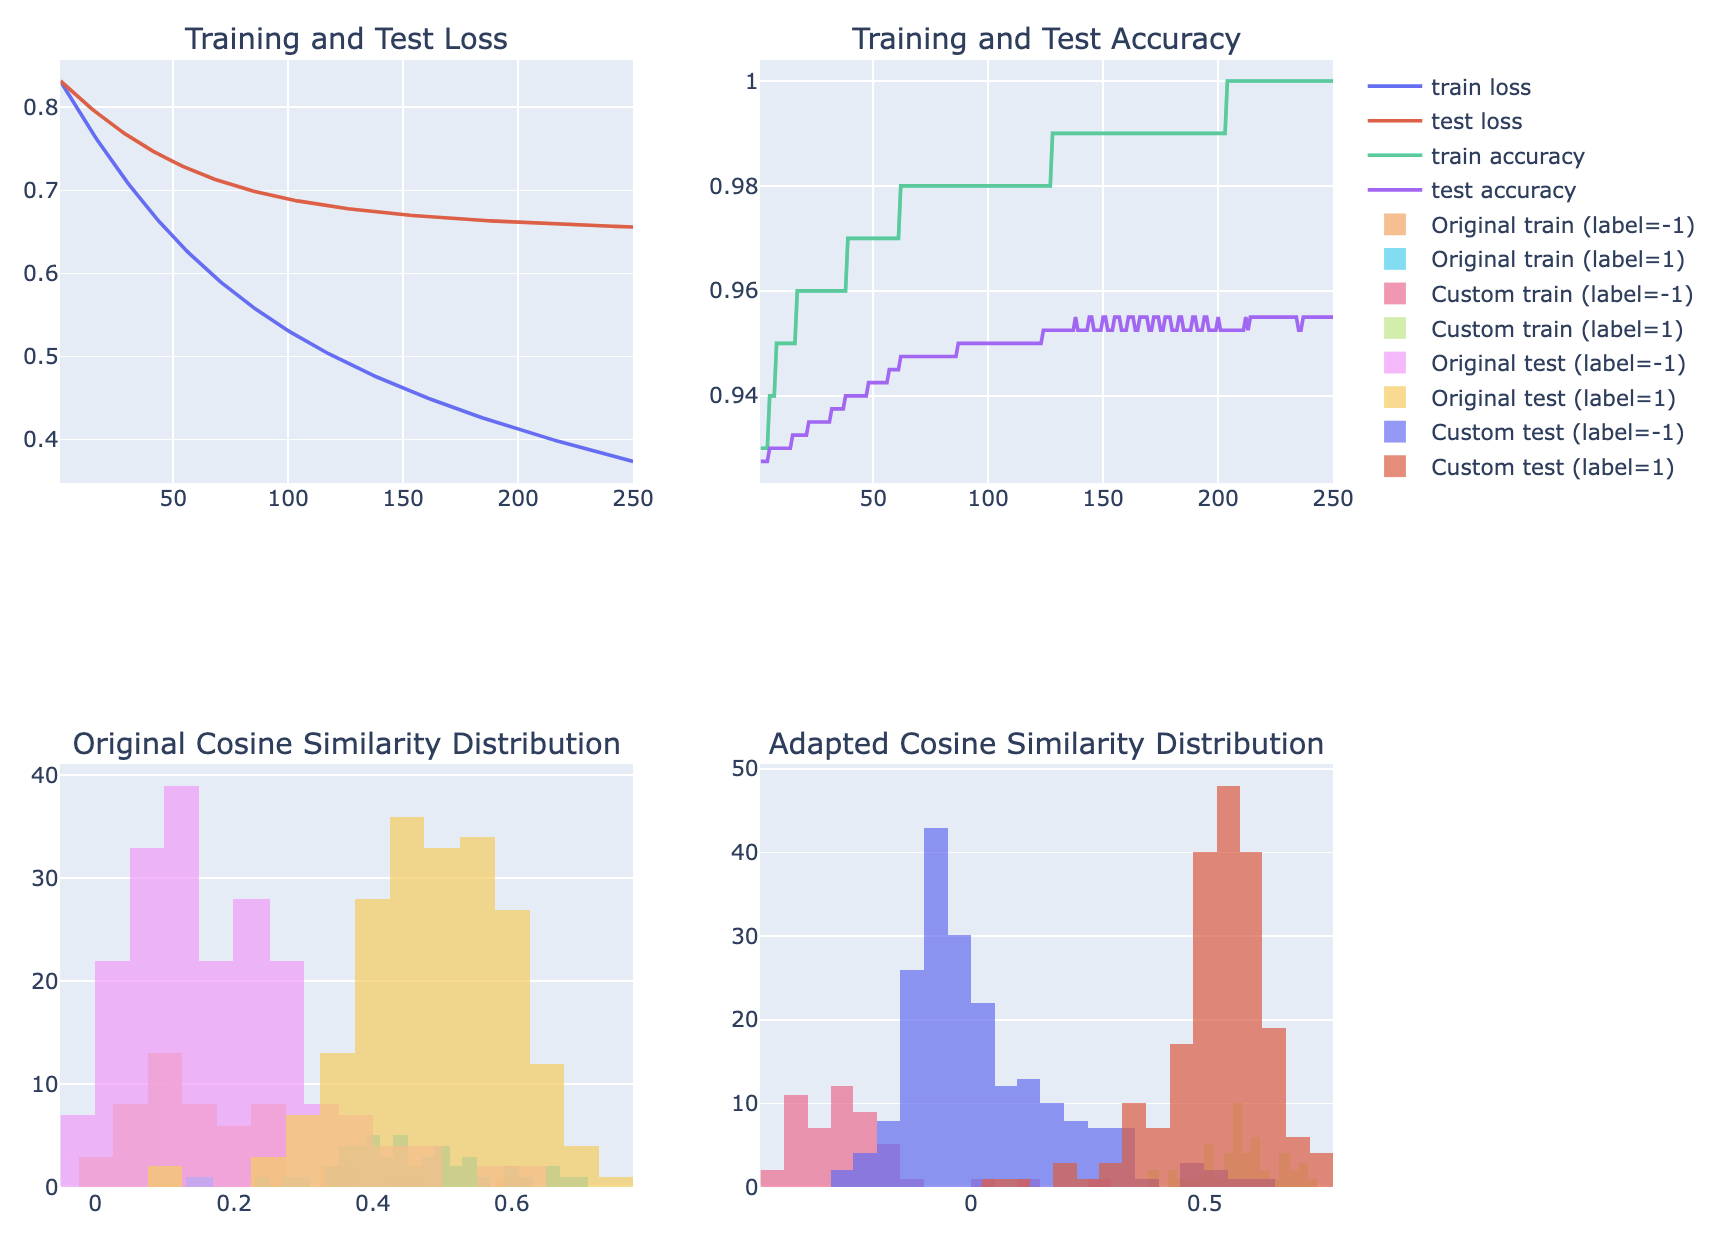 Training and Test Loss
0.8
0.7
0.6
0.5
0.4
50 100 150 200 250
Training and Test Accuracy
1
0.98
0.96
0.94
50 100 150 200 250
train loss
test loss
train accuracy
test accuracy
Original train (label=-1)
Original train (label=1)
Custom train (label=-1)
Custom train (label=1)
Original test (label=-1)
Original test (label=1)
Custom test (label=-1)
Custom test (label=1)
Original Cosine Similarity Distribution
40
30
20
10
0
0 0.2 0.4 0.6
Adapted Cosine Similarity Distribution
50
40
30
20
10
0
0 0.5